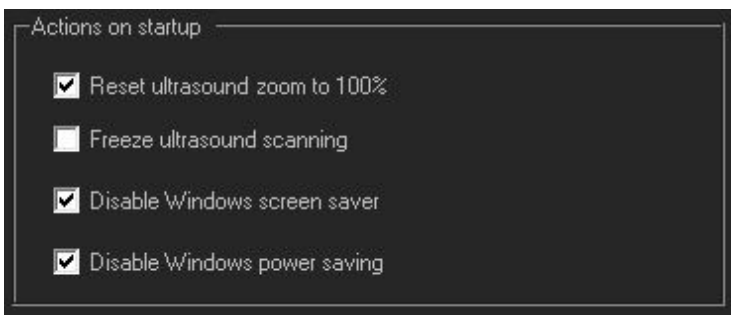 Actions on startup
Reset ultrasound zoom to 100%
Freeze ultrasound scanning
Disable Windows screen saver
Disable Windows power saving